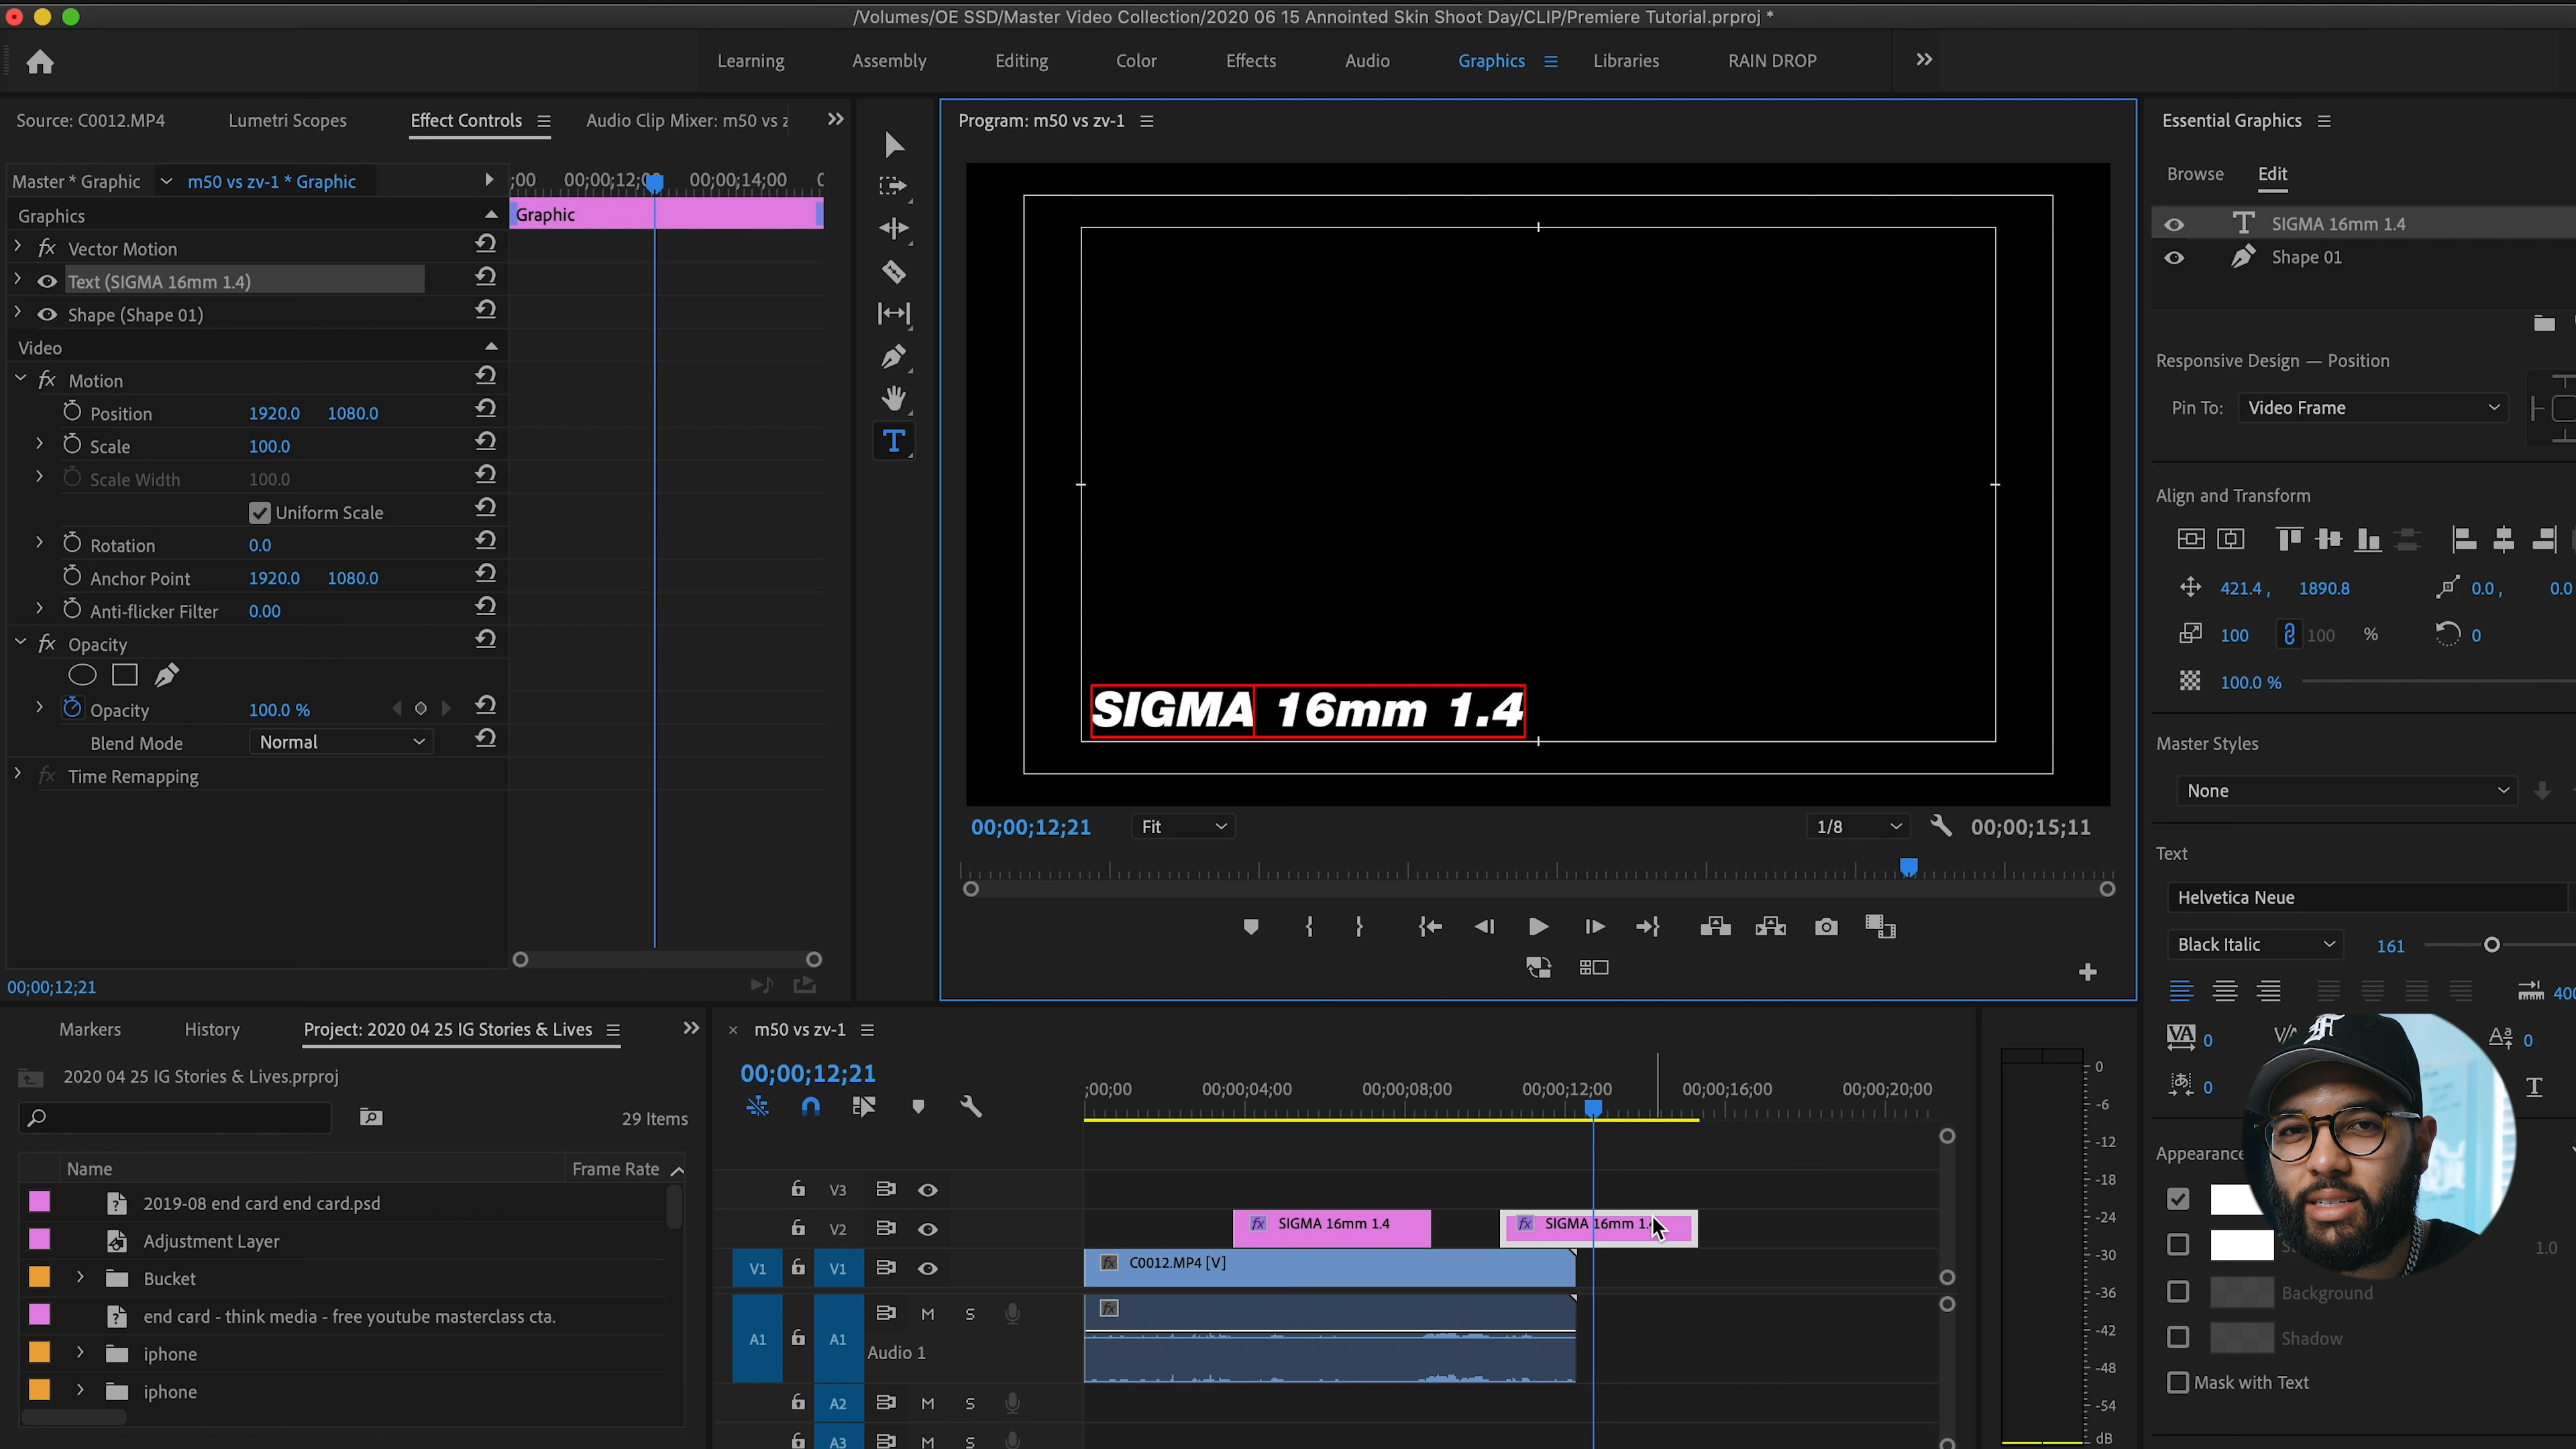 /Volumes/OE SSD/Master Video Collection/2020 06 15 Annointed Skin Shoot Day/CLIP/Premiere Tutorial.prproj *
Learning Assembly Editing Color Effects Audio Graphics Libraries RAIN DROP
Source: C0012.MP4 Lumetri Scopes Effect Controls Audio Clip Mixer: m50 vs z
Master * Graphic m50 vs zv-1 * Graphic
;00 00;00;12;0 00;00;14;00
Graphic
Graphics
Vector Motion
Text (SIGMA 16mm 1.4)
Shape (Shape 01)
Video
fx Motion
Position 1920.0 1080.0
Scale 100.0
Scale Width 100.0
Uniform Scale
Rotation 0.0
Anchor Point 1920.0 1080.0
Anti-flicker Filter 0.00
fx Opacity
Opacity 100.0 %
Blend Mode Normal
fx Time Remapping
00;00;12;21
Program: m50 vs zv-1
SIGMA 16mm 1.4
00;00;12;21 Fit 1/8 00;00;15;11
Essential Graphics
Browse Edit
T SIGMA 16mm 1.4
Shape 01
Responsive Design — Position
Pin To: Video Frame
Align and Transform
421.4 , 1890.8 0.0 , 0.0
100 100 % 0
100.0 %
Master Styles
None
Text
Helvetica Neue
Black Italic 161
400
VA 0 0
0 T
Appearance
1.0
Background
Shadow
Mask with Text
Markers History Project: 2020 04 25 IG Stories & Lives
2020 04 25 IG Stories & Lives.prproj
29 Items
Name Frame Rate
2019-08 end card end card.psd
Adjustment Layer
Bucket
end card - think media - free youtube masterclass cta.
iphone
iphone
× m50 vs zv-1
00;00;12;21
;00;00 00;00;04;00 00;00;08;00 00;00;12;00 00;00;16;00 00;00;20;00
V3
V2 fx SIGMA 16mm 1.4 fx SIGMA 16mm 1.4
V1 V1 fx C0012.MP4 [V]
A1 A1 M S fx
Audio 1
A2 M S
A3 M S
0
-6
-12
-18
-24
-30
-36
-42
-48
-54
dB